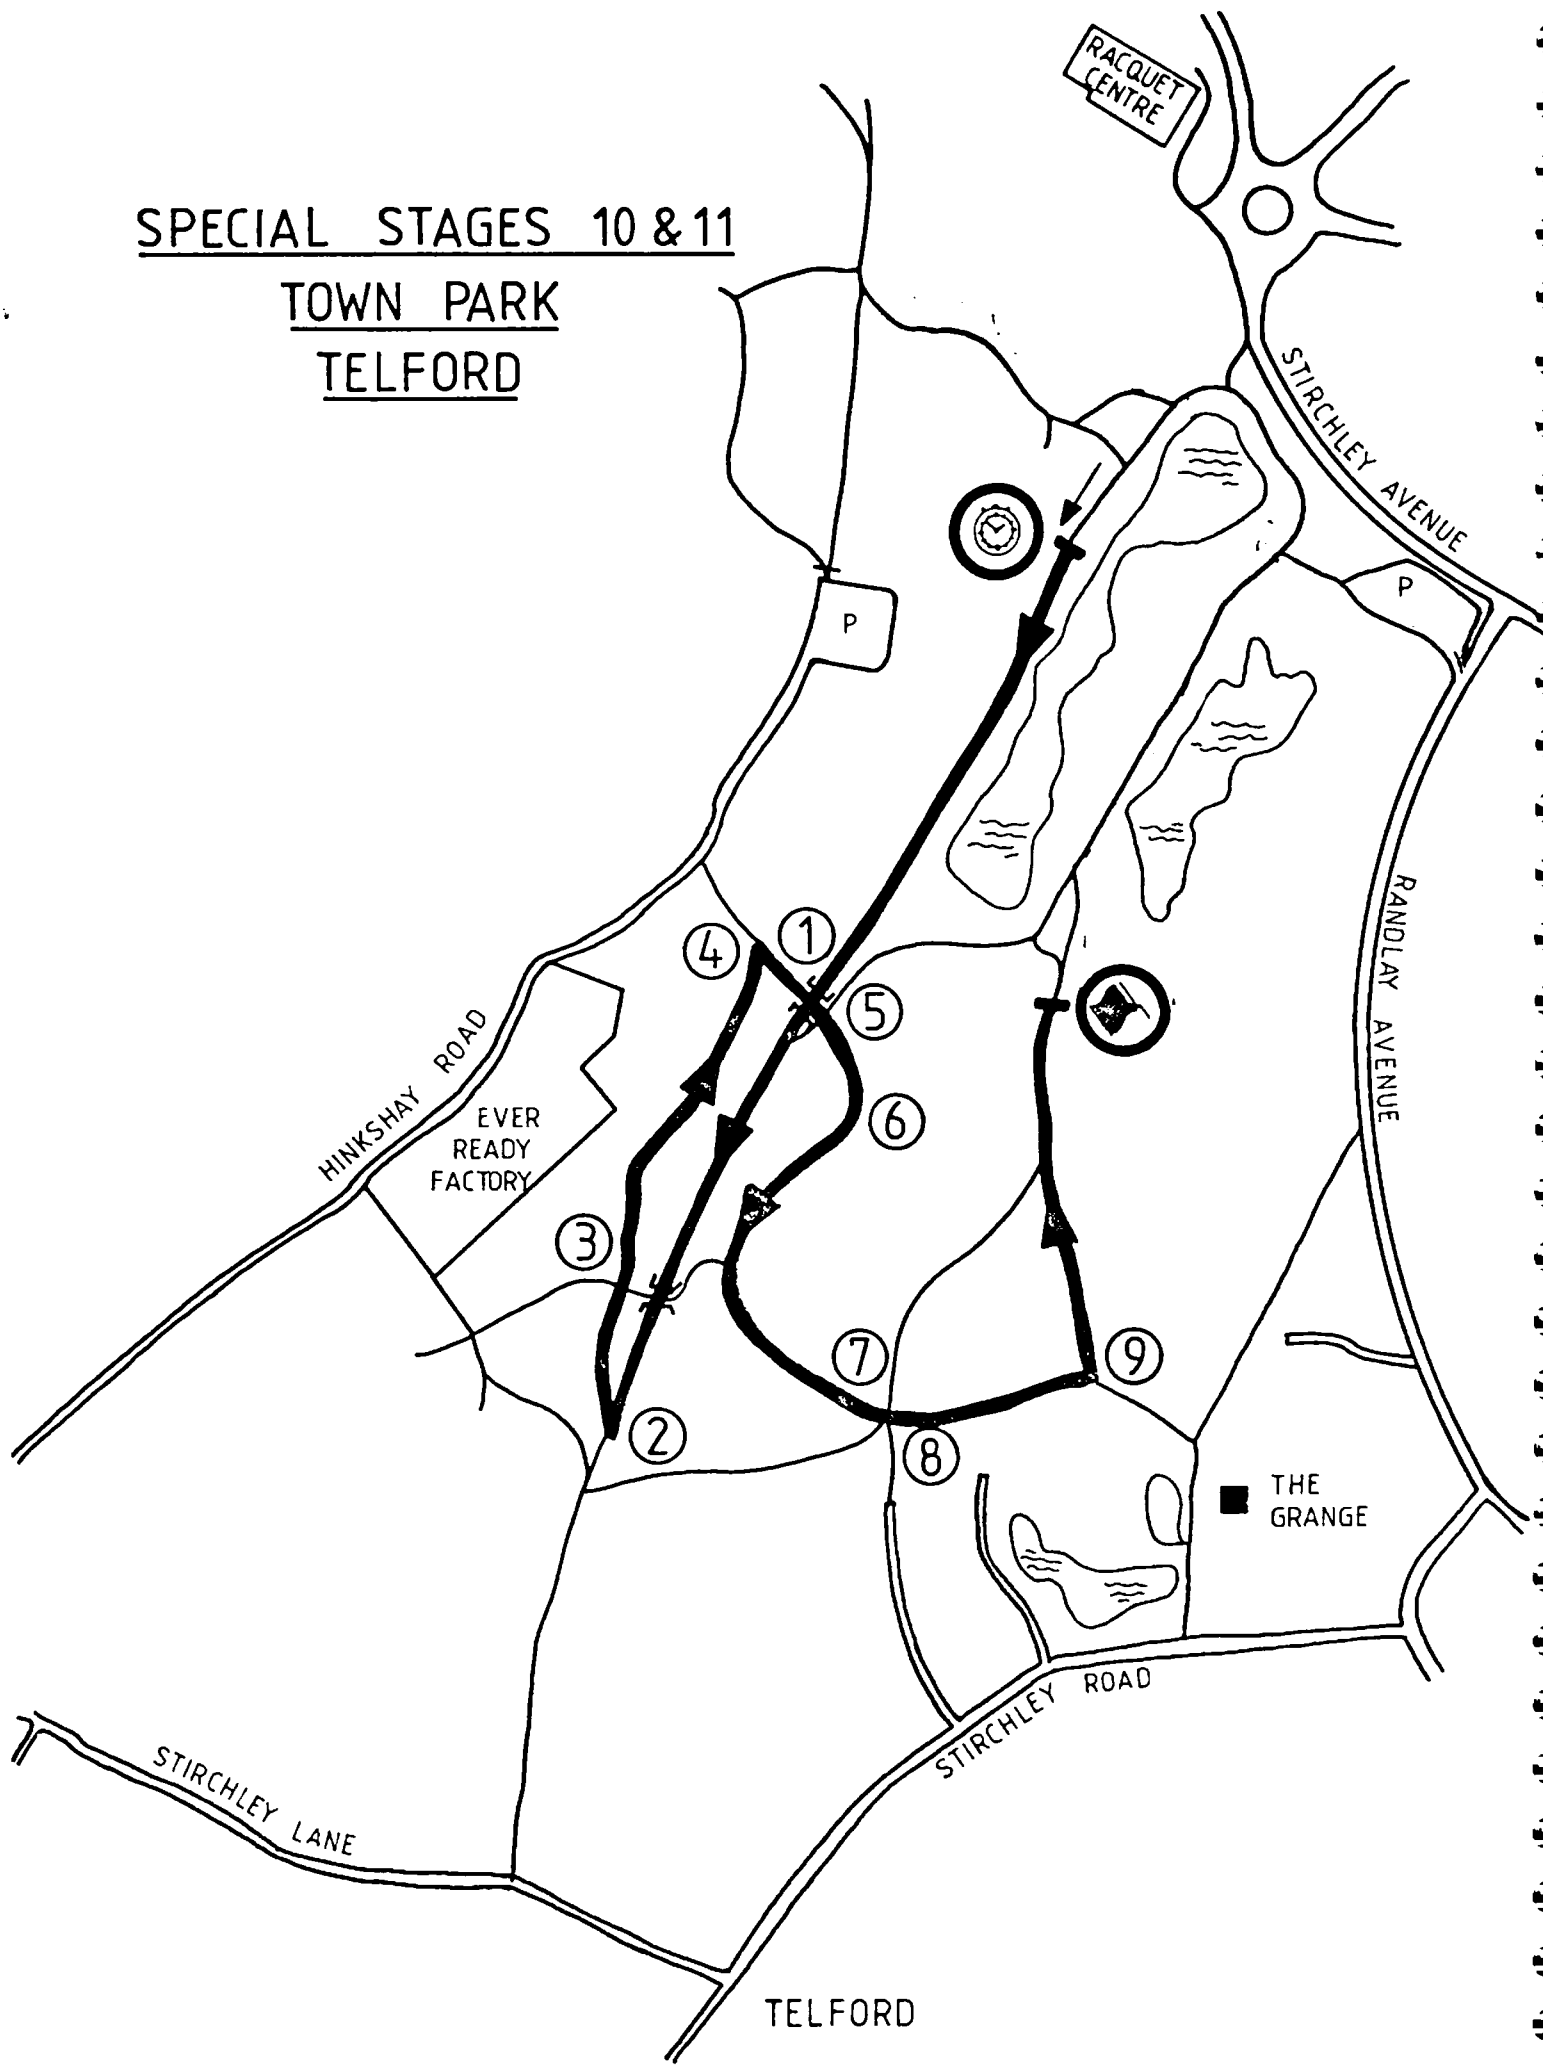 SPECIAL STAGES 10 & 11
TOWN PARK
TELFORD
RACQUET
CENTRE
STIRCHLEY AVENUE
P
P
RANDLAY AVENUE
1
4
5
HINKSHAY ROAD
EVER
READY
FACTORY
6
3
7
9
2
8
THE
GRANGE
STIRCHLEY ROAD
STIRCHLEY LANE
TELFORD